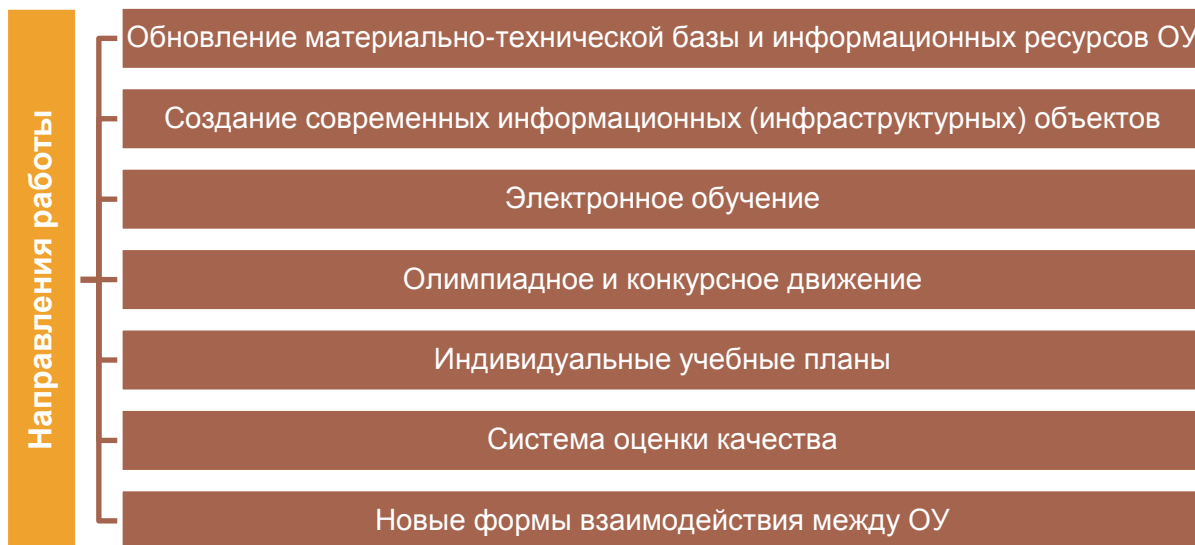 Направления работы
Обновление материально-технической базы и информационных ресурсов ОУ
Создание современных информационных (инфраструктурных) объектов
Электронное обучение
Олимпиадное и конкурсное движение
Индивидуальные учебные планы
Система оценки качества
Новые формы взаимодействия между ОУ